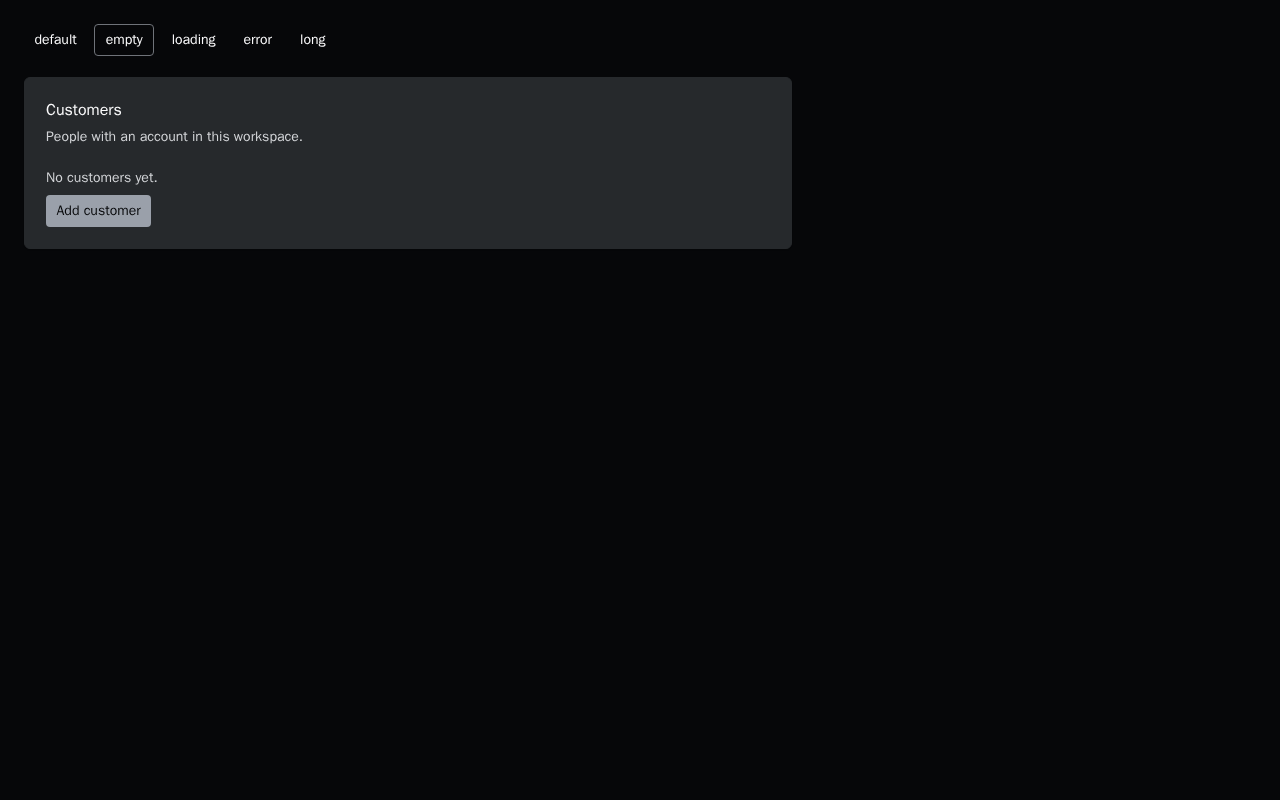 default empty loading error long
Customers
People with an account in this workspace.
No customers yet.
Add customer